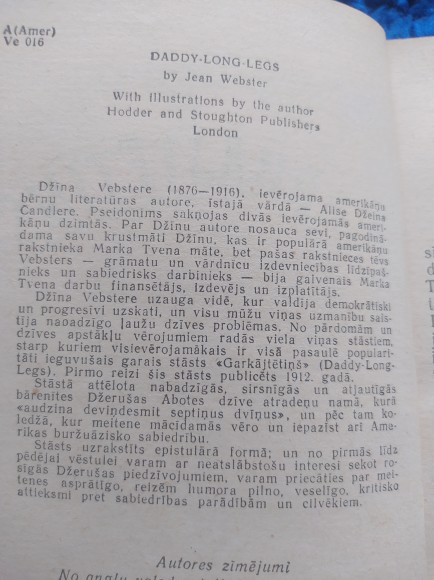 A(Amer)
Ve 016
DADDY-LONG-LEGS
by Jean Webster
With illustrations by the author
Hodder and Stoughton Publishers
London
Džīna Vebstere (1876—1916), ievērojama amerikāņu
bērnu literatūras autore, īstajā vārdā — Alise Džeina
Čandlere. Pseidonīms sakņojas divās ievērojamās ameri-
kāņu dzimtās. Par Džīnu autore nosauca sevi, pagodinā-
dama savu krustmāti Džīnu, kas ir populārā amerikāņu
rakstnieka Marka Tvena māte, bet pašas rakstnieces tēvs
Vebsters — grāmatu un vārdnīcu izdevniecības līdzīpaš-
nieks un sabiedrisks darbinieks — bija galvenais Marka
Tvena darbu finansētājs, izdevējs un izplatītājs.
Džīna Vebstere uzauga vidē, kur valdīja demokrātiski
un progresīvi uzskati, un visu mūžu viņas uzmanību sais-
tīja naoadzīgo ļaužu dzīves problēmas. No pārdomām un
dzīves apstākļu vērojumiem radās viela viņas stāstiem,
starp kuriem visievērojamākais ir visā pasaulē populari-
tāti ieguvušais garais stāsts «Garkājtētiņš» (Daddy-Long-
Legs). Pirmo reizi šis stāsts publicēts 1912. gadā.
Stāstā attēlota nabadzīgās, sirsnīgās un atjautīgās
bārenītes Džerušas Abotes dzīve atradeņu namā, kurā
«audzina deviņdesmit septiņus dvīņus», un pēc tam ko-
ledžā, kur meitene mācīdamās vēro un iepazīst arī Ame-
rikas buržuāzisko sabiedrību.
Stāsts uzrakstīts epistulārā formā; un no pirmās līdz
pēdējai vēstulei varam ar neatslābstošu interesi sekot ro-
sīgās Džerušas piedzīvojumiem, varam priecāties par mei-
tenes asprātīgo, reizēm humora pilno, veselīgo, kritisko
attieksmi pret sabiedrības parādībām un cilvēkiem.
Autores zīmējumi
No angļu valodas